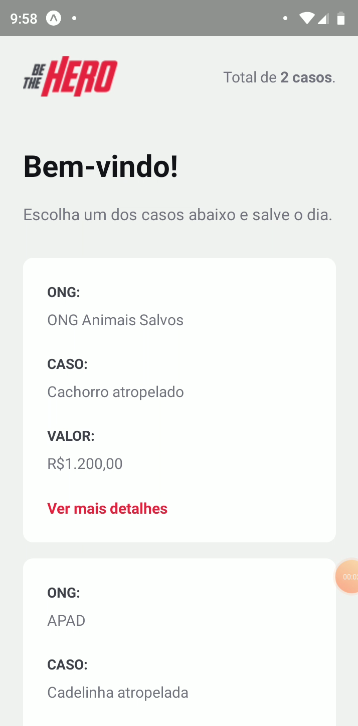 9:58
BE THE HERO
Total de 2 casos.
Bem-vindo!
Escolha um dos casos abaixo e salve o dia.
ONG:
ONG Animais Salvos
CASO:
Cachorro atropelado
VALOR:
R$1.200,00
Ver mais detalhes
ONG:
APAD
CASO:
Cadelinha atropelada